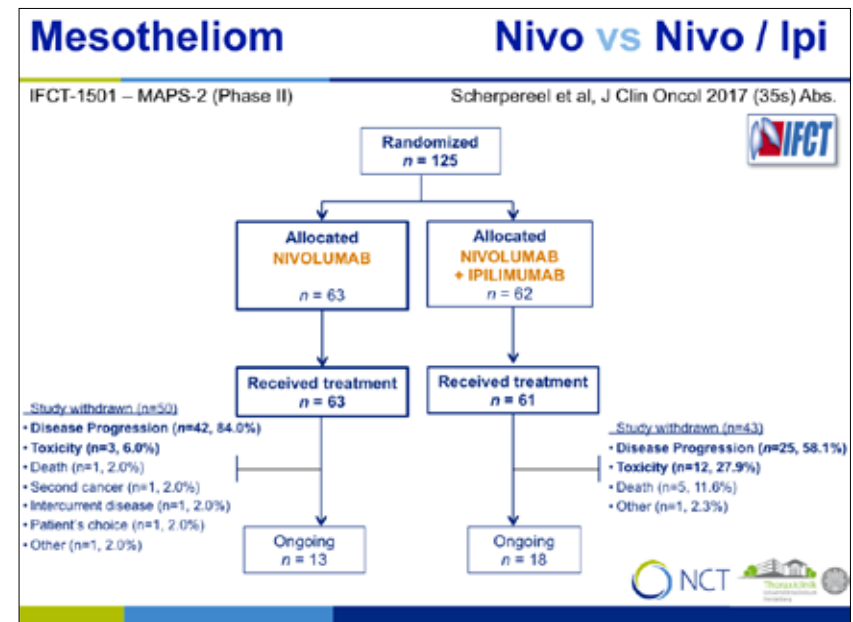 Mesotheliom
Nivo vs Nivo / Ipi
IFCT-1501 – MAPS-2 (Phase II)
Scherpereel et al, J Clin Oncol 2017 (35s) Abs.
IFCT
Randomized
n = 125
Allocated
NIVOLUMAB
n = 63
Allocated
NIVOLUMAB
+ IPILIMUMAB
n = 62
Received treatment
n = 63
Received treatment
n = 61
Study withdrawn (n=50)
• Disease Progression (n=42, 84.0%)
• Toxicity (n=3, 6.0%)
• Death (n=1, 2.0%)
• Second cancer (n=1, 2.0%)
• Intercurrent disease (n=1, 2.0%)
• Patient's choice (n=1, 2.0%)
• Other (n=1, 2.0%)
Study withdrawn (n=43)
• Disease Progression (n=25, 58.1%)
• Toxicity (n=12, 27.9%)
• Death (n=5, 11.6%)
• Other (n=1, 2.3%)
Ongoing
n = 13
Ongoing
n = 18
NCT
Thoraxklinik
Heidelberg